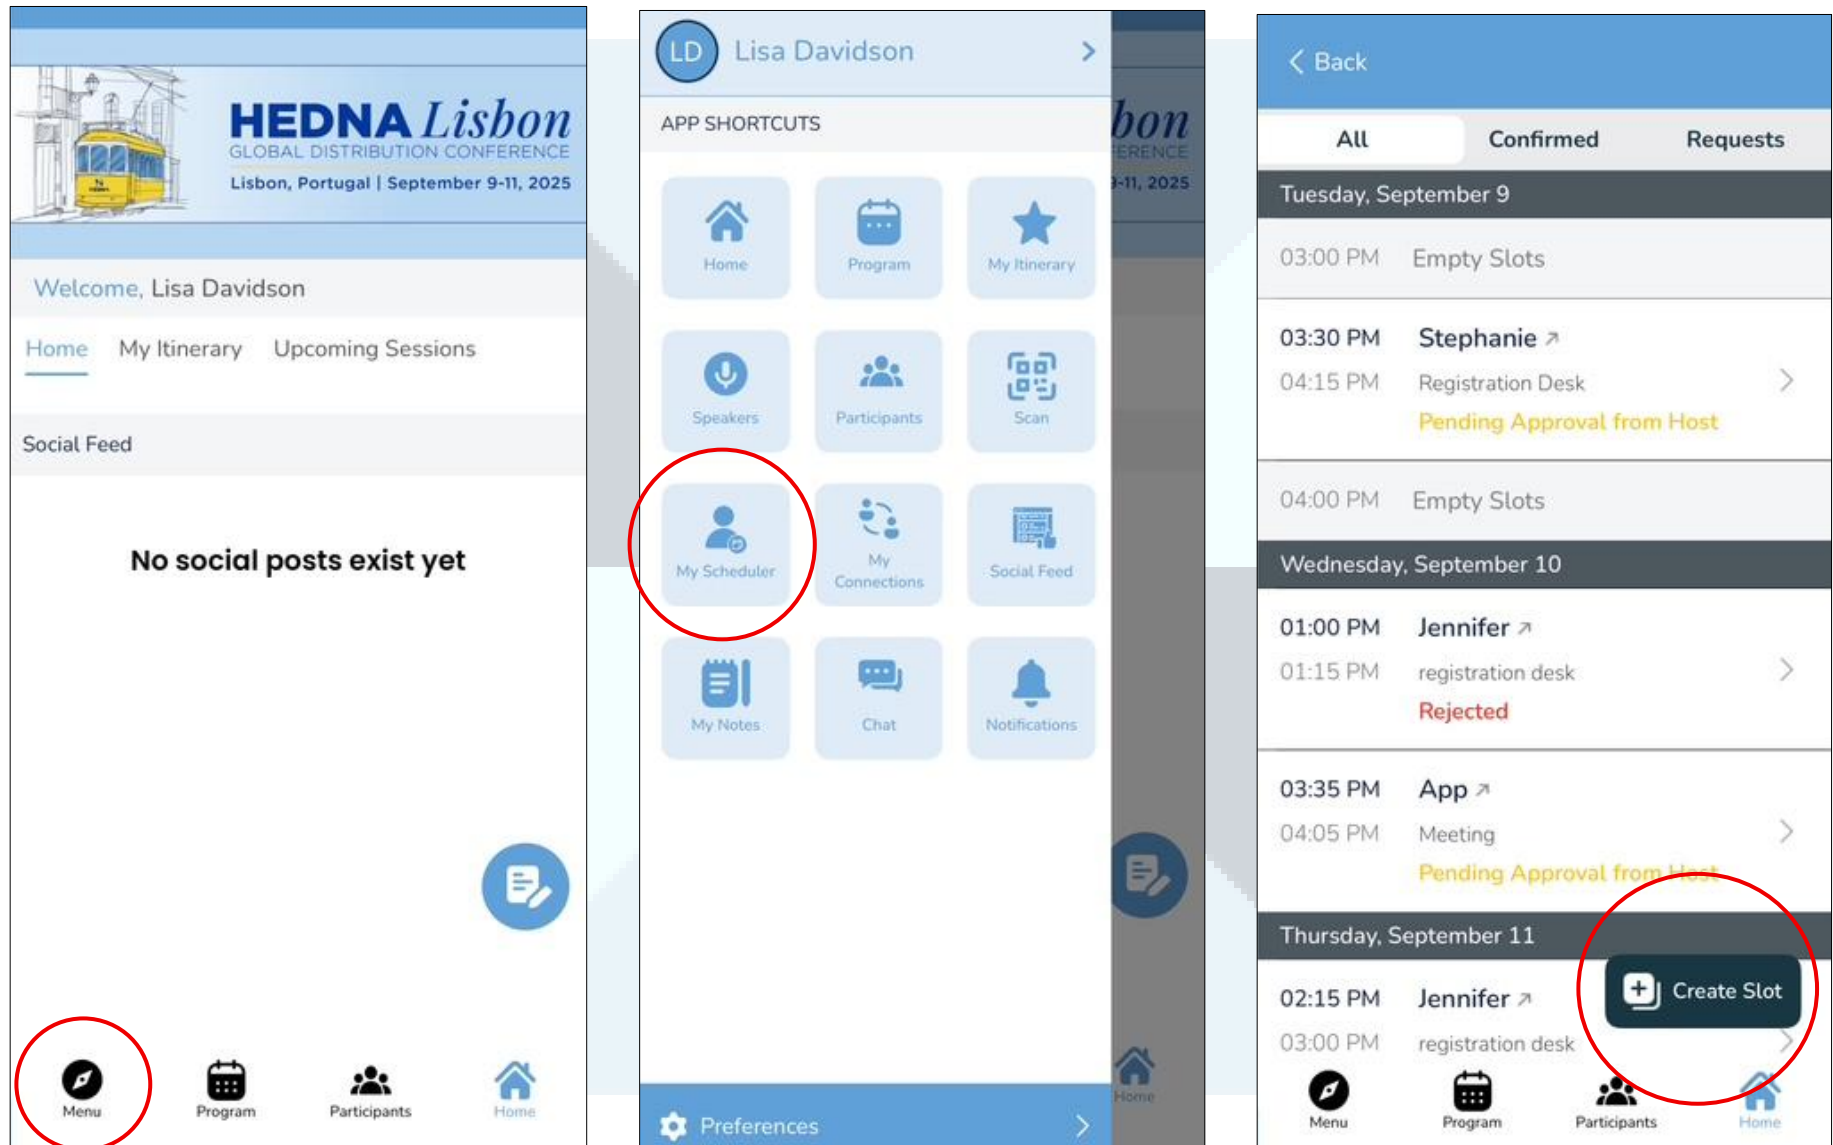 HEDNA Lisbon
GLOBAL DISTRIBUTION CONFERENCE
Lisbon, Portugal | September 9-11, 2025
Welcome, Lisa Davidson
Home My Itinerary Upcoming Sessions
Social Feed
No social posts exist yet
Menu Program Participants Home
LD Lisa Davidson
APP SHORTCUTS
Home Program My Itinerary
Speakers Participants Scan
My Scheduler My Connections Social Feed
My Notes Chat Notifications
Preferences
bon
FERENCE
9-11, 2025
Home
Back
All Confirmed Requests
Tuesday, September 9
03:00 PM Empty Slots
03:30 PM Stephanie
04:15 PM Registration Desk
Pending Approval from Host
04:00 PM Empty Slots
Wednesday, September 10
01:00 PM Jennifer
01:15 PM registration desk
Rejected
03:35 PM App
04:05 PM Meeting
Pending Approval from Host
Thursday, September 11
02:15 PM Jennifer
Create Slot
03:00 PM registration desk
Menu Program Participants Home